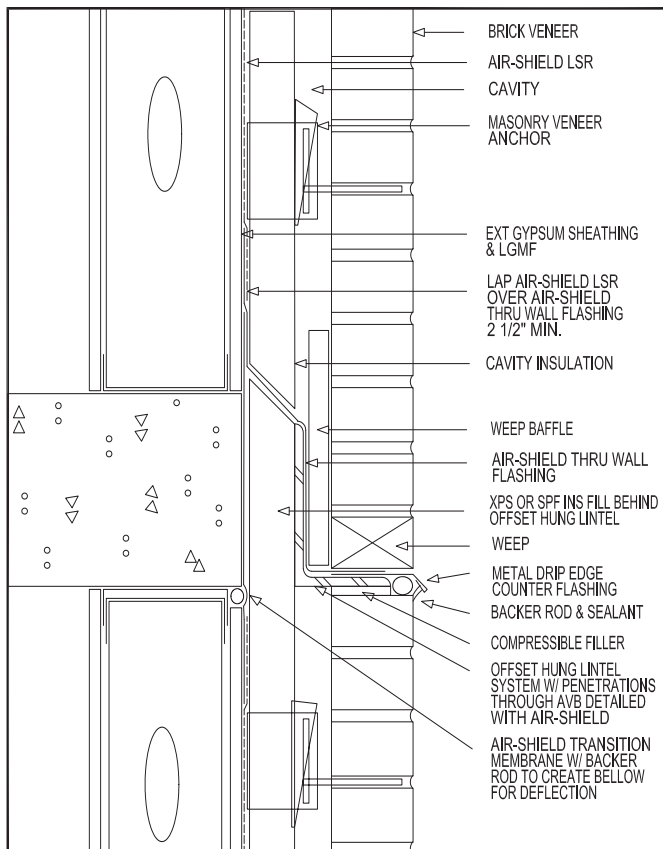 BRICK VENEER
AIR-SHIELD LSR
CAVITY
MASONRY VENEER
ANCHOR
EXT GYPSUM SHEATHING
& LGMF
LAP AIR-SHIELD LSR
OVER AIR-SHIELD
THRU WALL FLASHING
2 1/2" MIN.
CAVITY INSULATION
WEEP BAFFLE
AIR-SHIELD THRU WALL
FLASHING
XPS OR SPF INS FILL BEHIND
OFFSET HUNG LINTEL
WEEP
METAL DRIP EDGE
COUNTER FLASHING
BACKER ROD & SEALANT
COMPRESSIBLE FILLER
OFFSET HUNG LINTEL
SYSTEM W/ PENETRATIONS
THROUGH AVB DETAILED
WITH AIR-SHIELD
AIR-SHIELD TRANSITION
MEMBRANE W/ BACKER
ROD TO CREATE BELLOW
FOR DEFLECTION